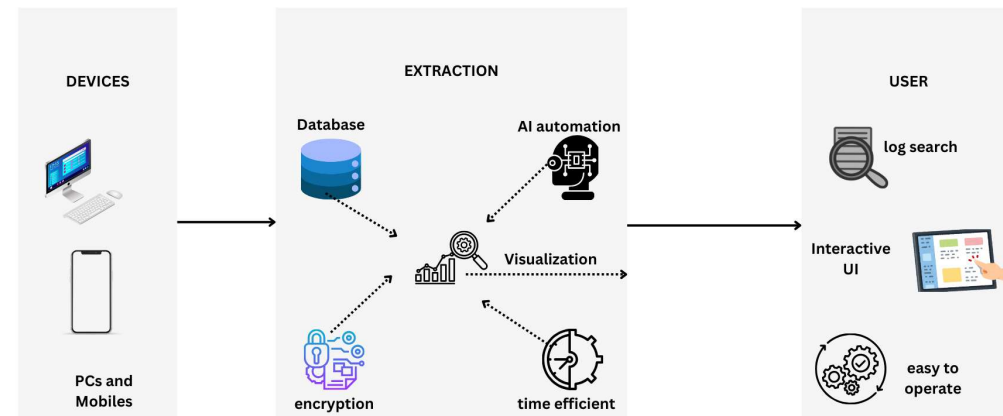 DEVICES
PCs and
Mobiles
EXTRACTION
Database
AI automation
Visualization
encryption
time efficient
USER
log search
Interactive
UI
easy to
operate